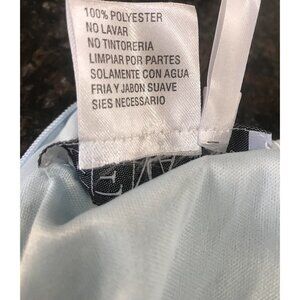 100% POLYESTER
NO LAVAR
NO TINTORERIA
LIMPIAR POR PARTES
SOLAMENTE CON AGUA
FRIA Y JABON SUAVE
SIES NECESSARIO